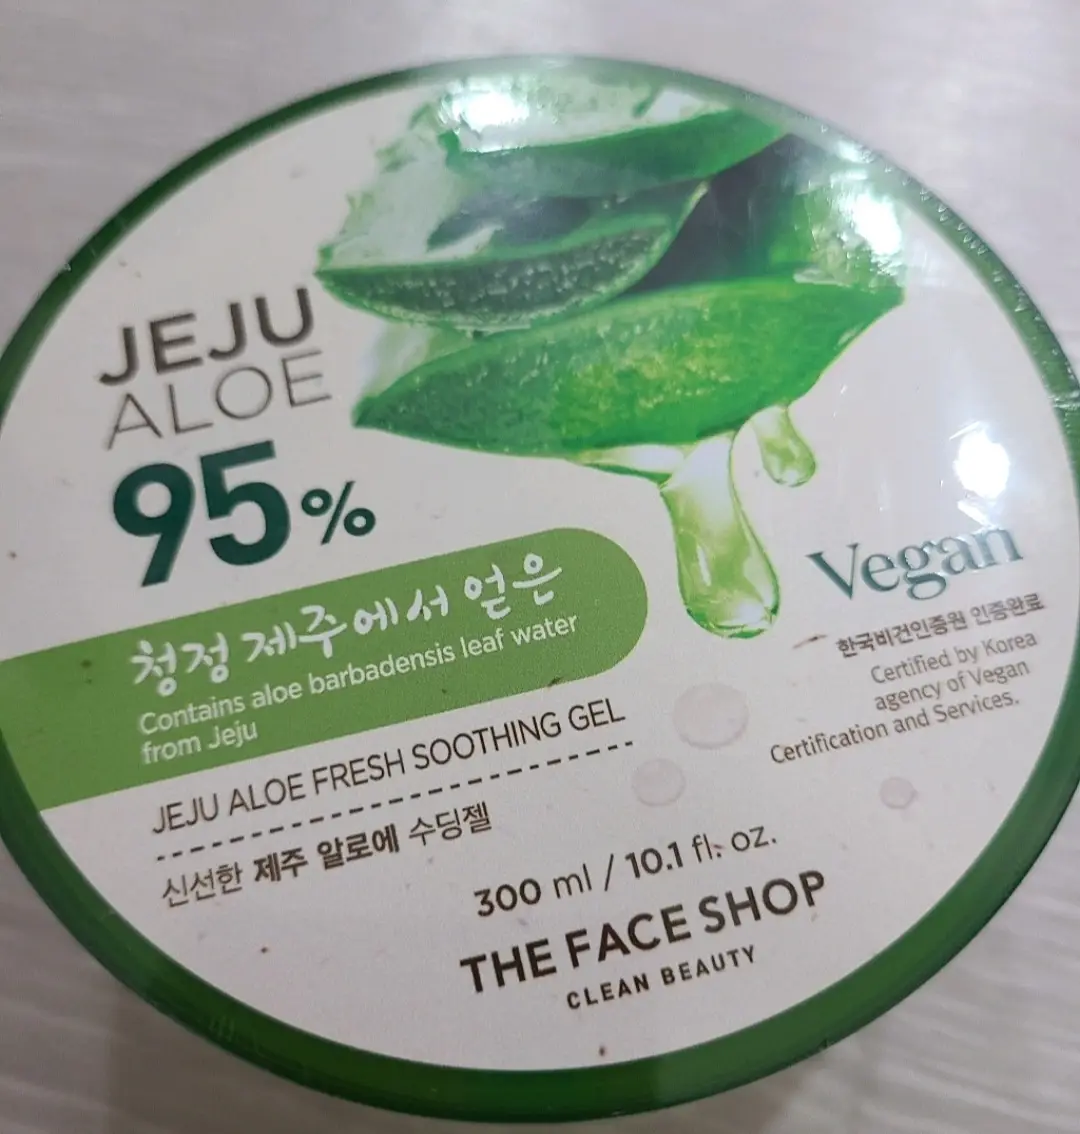 JEJU
ALOE
95%
청정 제주에서 얻은
Contains aloe barbadensis leaf water
from Jeju
JEJU ALOE FRESH SOOTHING GEL
신선한 제주 알로에 수딩젤
300 ml / 10.1 fl. oz.
THE FACE SHOP
CLEAN BEAUTY
Vegan
한국비건인증원 인증완료
Certified by Korea
agency of Vegan
Certification and Services.